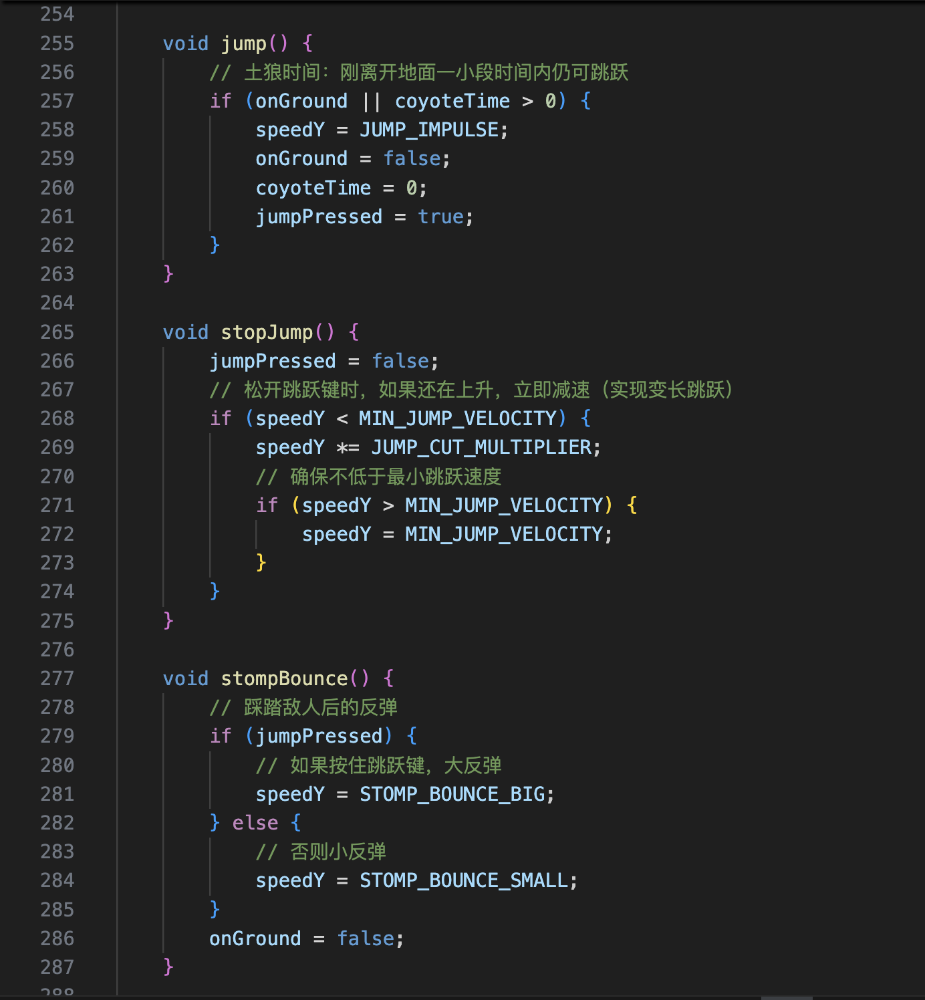 254
255 void jump() {
256 // 土狼时间：刚离开地面一小段时间内仍可跳跃
257 if (onGround || coyoteTime > 0) {
258 speedY = JUMP_IMPULSE;
259 onGround = false;
260 coyoteTime = 0;
261 jumpPressed = true;
262 }
263 }
264
265 void stopJump() {
266 jumpPressed = false;
267 // 松开跳跃键时，如果还在上升，立即减速（实现变长跳跃）
268 if (speedY < MIN_JUMP_VELOCITY) {
269 speedY *= JUMP_CUT_MULTIPLIER;
270 // 确保不低于最小跳跃速度
271 if (speedY > MIN_JUMP_VELOCITY) {
272 speedY = MIN_JUMP_VELOCITY;
273 }
274 }
275 }
276
277 void stompBounce() {
278 // 踩踏敌人后的反弹
279 if (jumpPressed) {
280 // 如果按住跳跃键，大反弹
281 speedY = STOMP_BOUNCE_BIG;
282 } else {
283 // 否则小反弹
284 speedY = STOMP_BOUNCE_SMALL;
285 }
286 onGround = false;
287 }
288